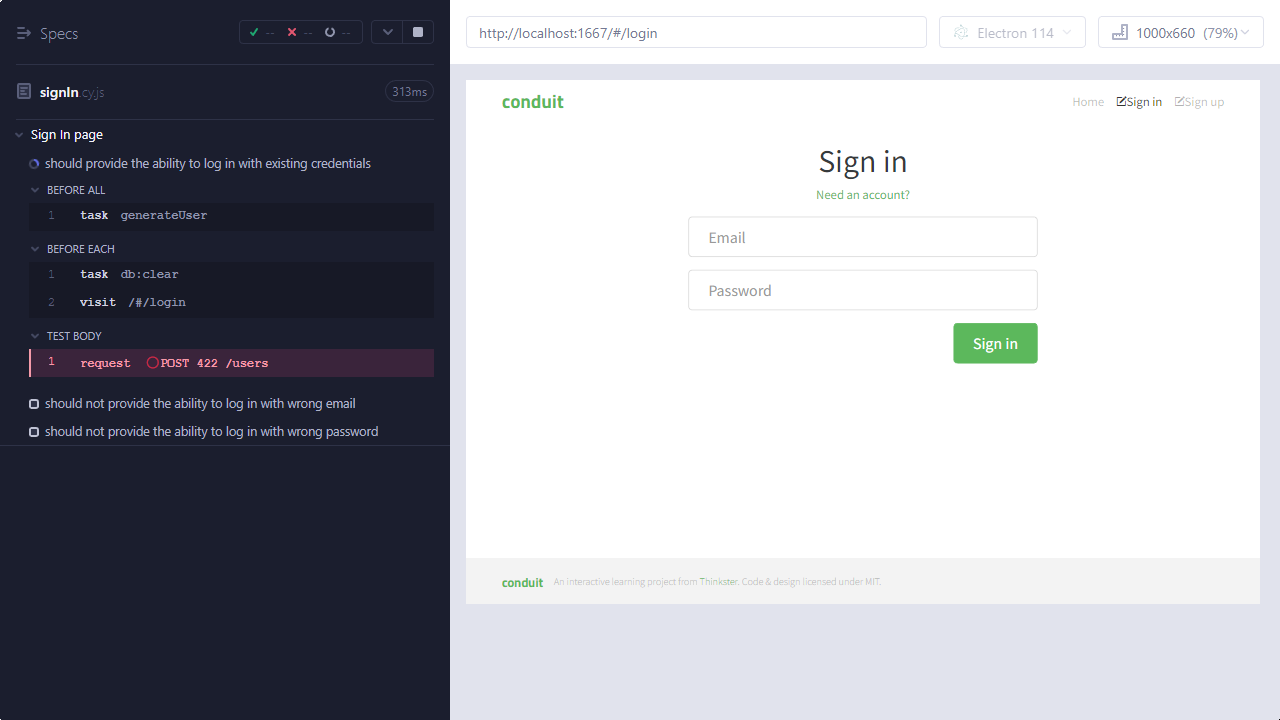 Specs
-- -- --
signIn.cy.js 313ms
Sign In page
should provide the ability to log in with existing credentials
BEFORE ALL
1 task generateUser
BEFORE EACH
1 task db:clear
2 visit /#/login
TEST BODY
1 request POST 422 /users
should not provide the ability to log in with wrong email
should not provide the ability to log in with wrong password
http://localhost:1667/#/login
Electron 114
1000x660 (79%)
conduit
Home Sign in Sign up
Sign in
Need an account?
Email
Password
Sign in
conduit An interactive learning project from Thinkster. Code & design licensed under MIT.